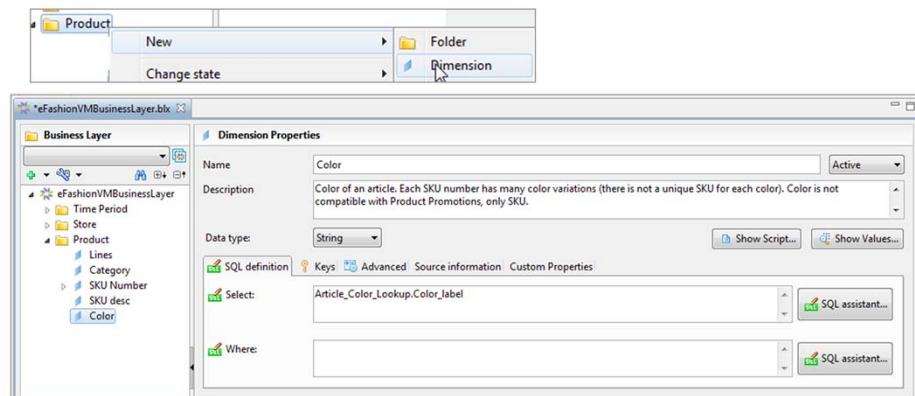 Product
New
Folder
Change state
Dimension
*eFashionVMBusinessLayer.blx
Business Layer
Dimension Properties
Name
Color
Active
Description
Color of an article. Each SKU number has many color variations (there is not a unique SKU for each color). Color is not
compatible with Product Promotions, only SKU.
eFashionVMBusinessLayer
Time Period
Store
Product
Lines
Category
SKU Number
SKU desc
Color
Data type:
String
Show Script...
Show Values...
SQL definition
Keys
Advanced
Source information
Custom Properties
Select:
Article_Color_Lookup.Color_label
SQL assistant...
Where:
SQL assistant...